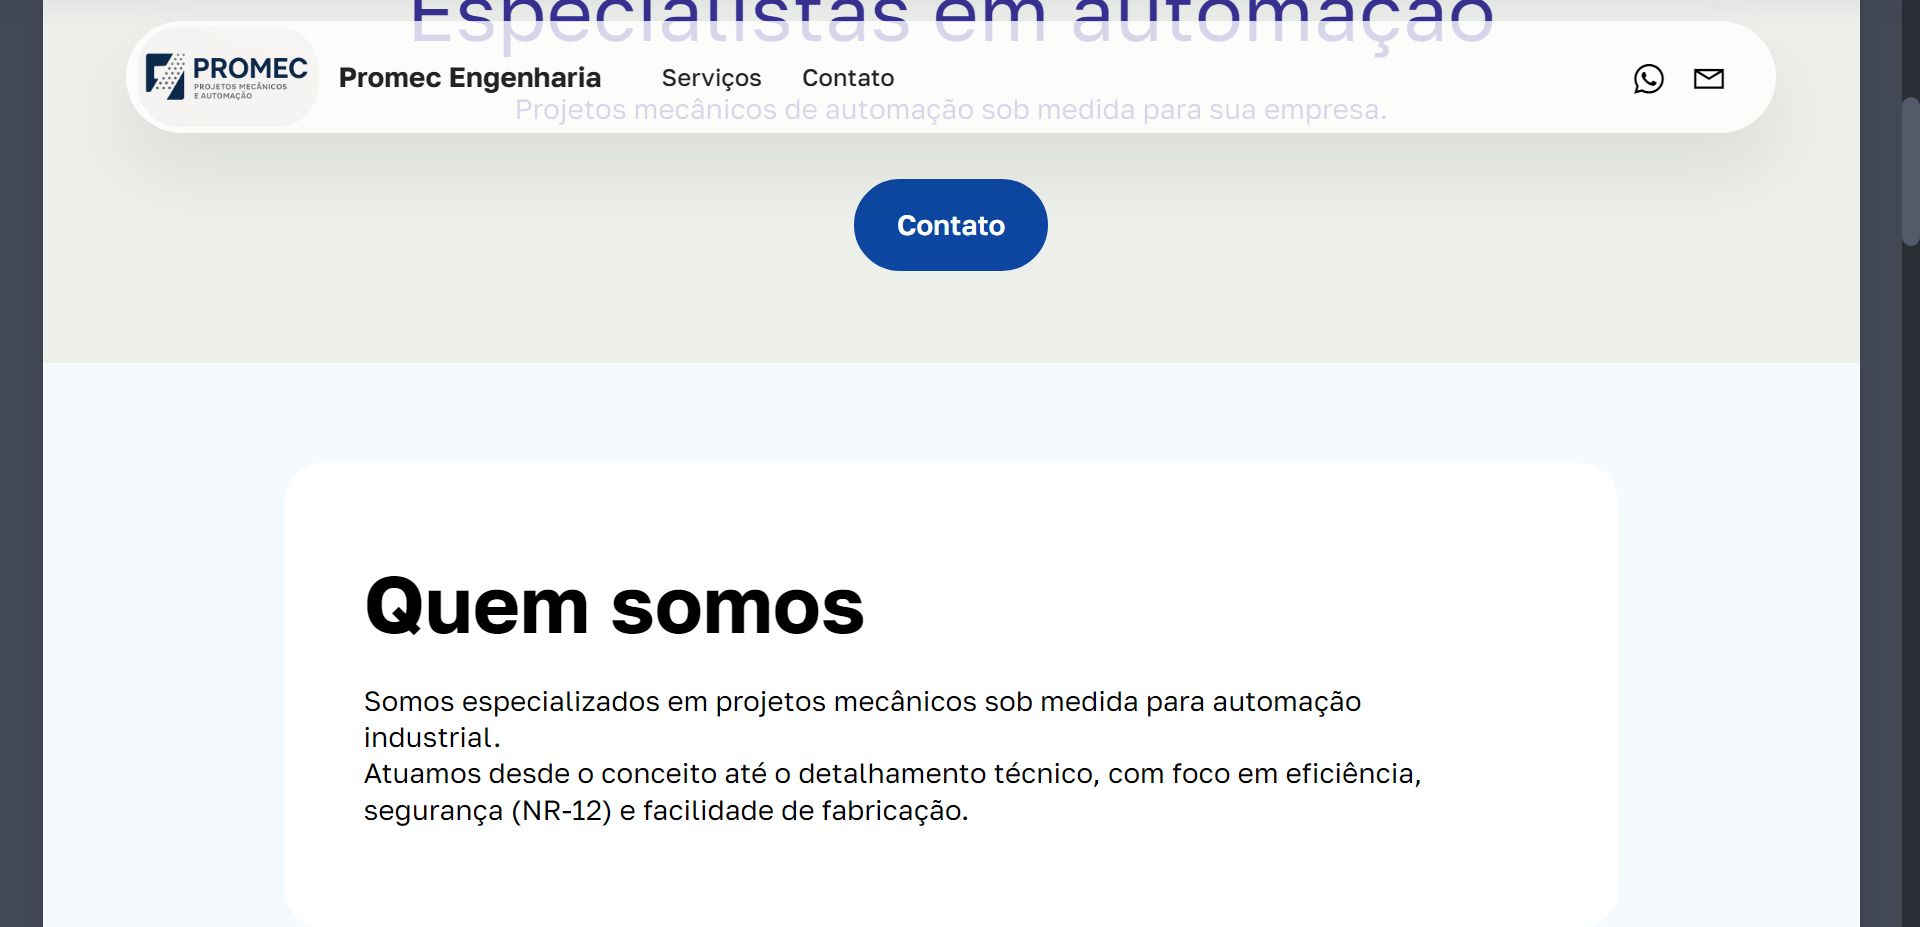 Especialistas em automação
PROMEC
PROJETOS MECÂNICOS
E AUTOMAÇÃO
Promec Engenharia
Serviços
Contato
Projetos mecânicos de automação sob medida para sua empresa.
Contato
Quem somos
Somos especializados em projetos mecânicos sob medida para automação
industrial.
Atuamos desde o conceito até o detalhamento técnico, com foco em eficiência,
segurança (NR-12) e facilidade de fabricação.